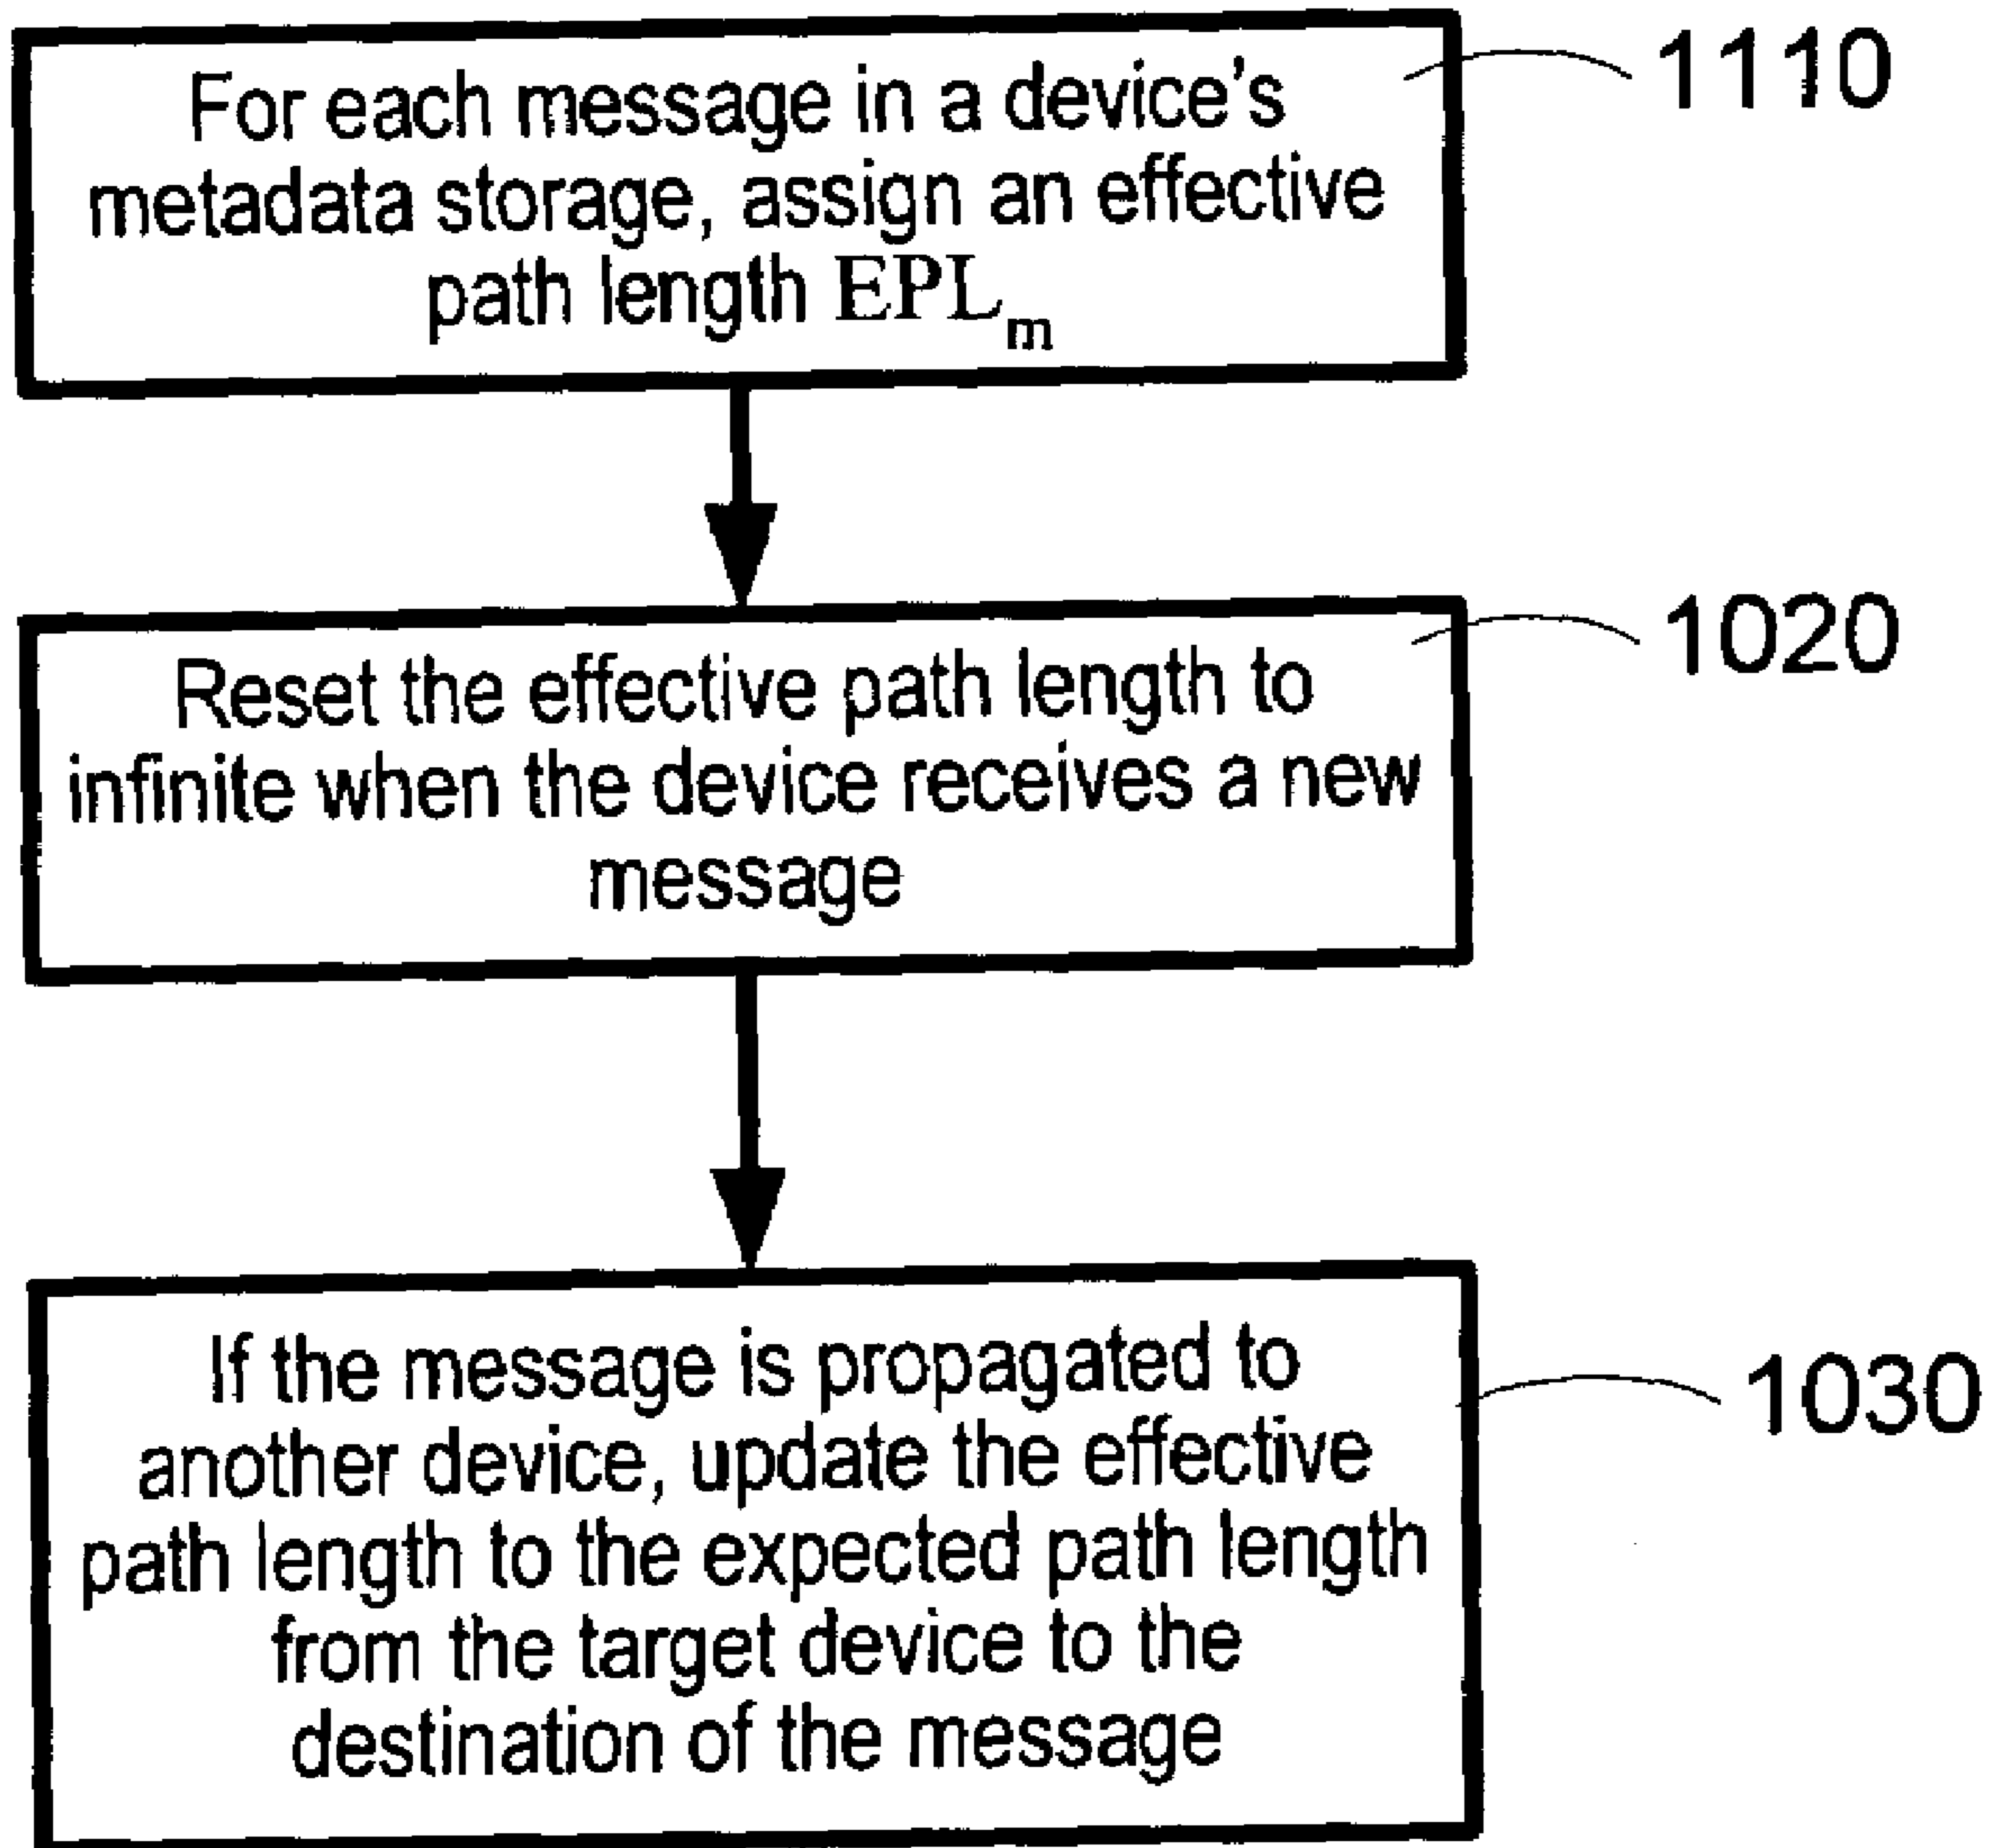 For each message in a device's
metadata storage, assign an effective
path length EPLₘ
1110
Reset the effective path length to
infinite when the device receives a new
message
1020
If the message is propagated to
another device, update the effective
path length to the expected path length
from the target device to the
destination of the message
1030